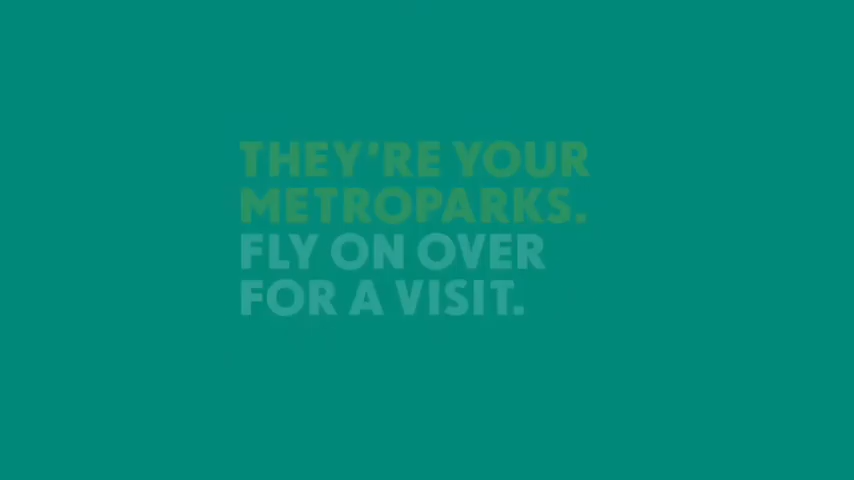 THEY'RE YOUR
METROPARKS.
FLY ON OVER
FOR A VISIT.